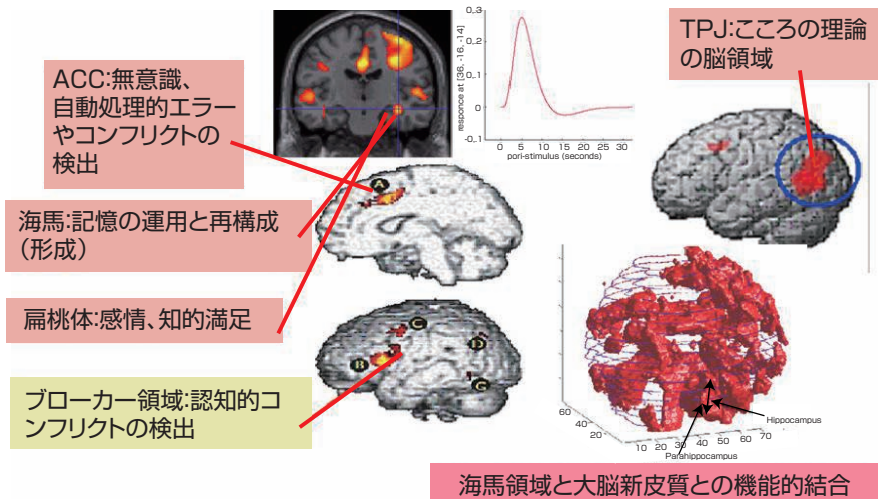 ACC:無意識、
自動処理的エラー
やコンフリクトの
検出
海馬:記憶の運用と再構成
(形成)
扁桃体:感情、知的満足
ブローカー領域:認知的コ
ンフリクトの検出
0.3
0.2
0.1
0
-0.1
responce at [36, -16, -14]
0 5 10 15 20 25 30
pori-stimulus (seconds)
TPJ:こころの理論
の脳領域
A
B
C
D
G
60
40
20
10 20 30 40 50 60 70
Hippocampus
Parahippocampus
海馬領域と大脳新皮質との機能的結合